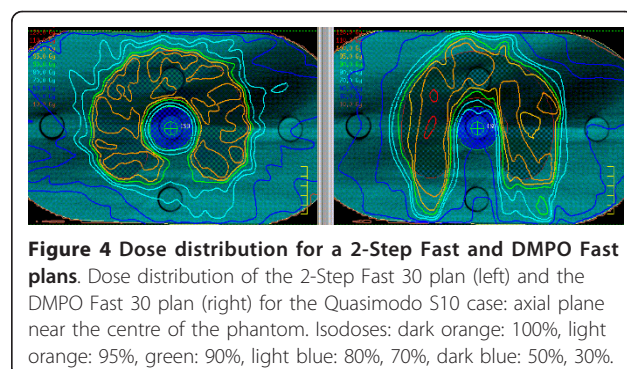 Figure 4 Dose distribution for a 2-Step Fast and DMPO Fast
plans. Dose distribution of the 2-Step Fast 30 plan (left) and the
DMPO Fast 30 plan (right) for the Quasimodo S10 case: axial plane
near the centre of the phantom. Isodoses: dark orange: 100%, light
orange: 95%, green: 90%, light blue: 80%, 70%, dark blue: 50%, 30%.